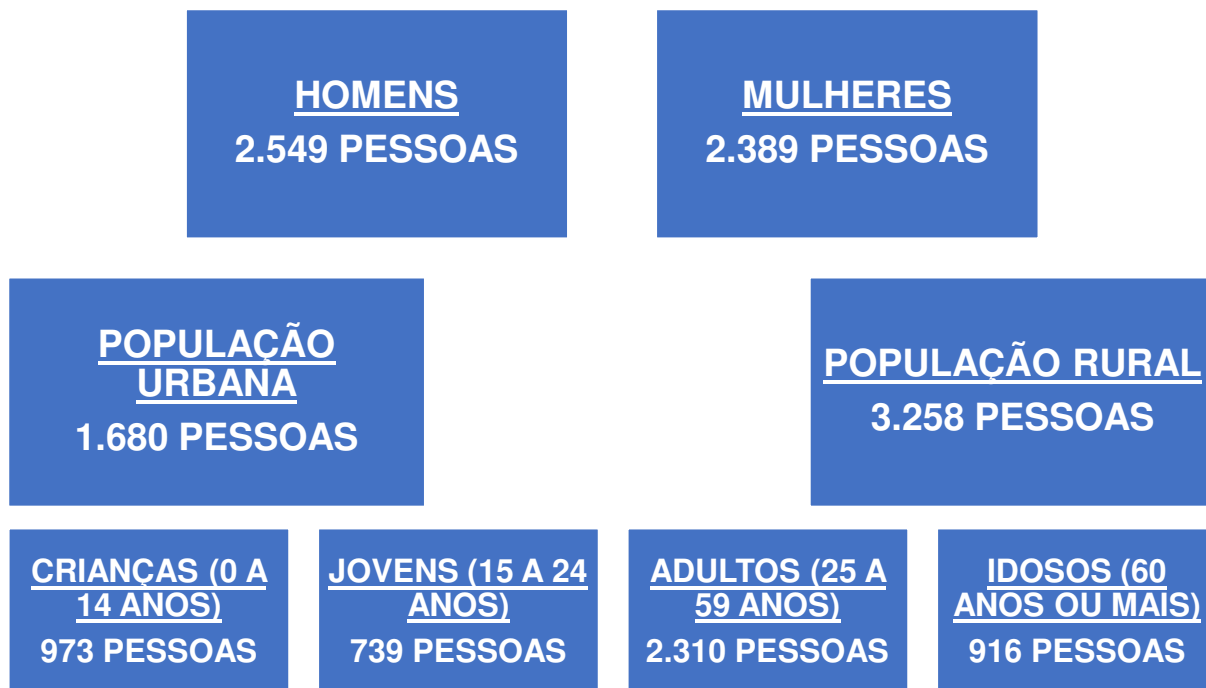 HOMENS
2.549 PESSOAS
MULHERES
2.389 PESSOAS
POPULAÇÃO
URBANA
1.680 PESSOAS
POPULAÇÃO RURAL
3.258 PESSOAS
CRIANÇAS (0 A
14 ANOS)
973 PESSOAS
JOVENS (15 A 24
ANOS)
739 PESSOAS
ADULTOS (25 A
59 ANOS)
2.310 PESSOAS
IDOSOS (60
ANOS OU MAIS)
916 PESSOAS